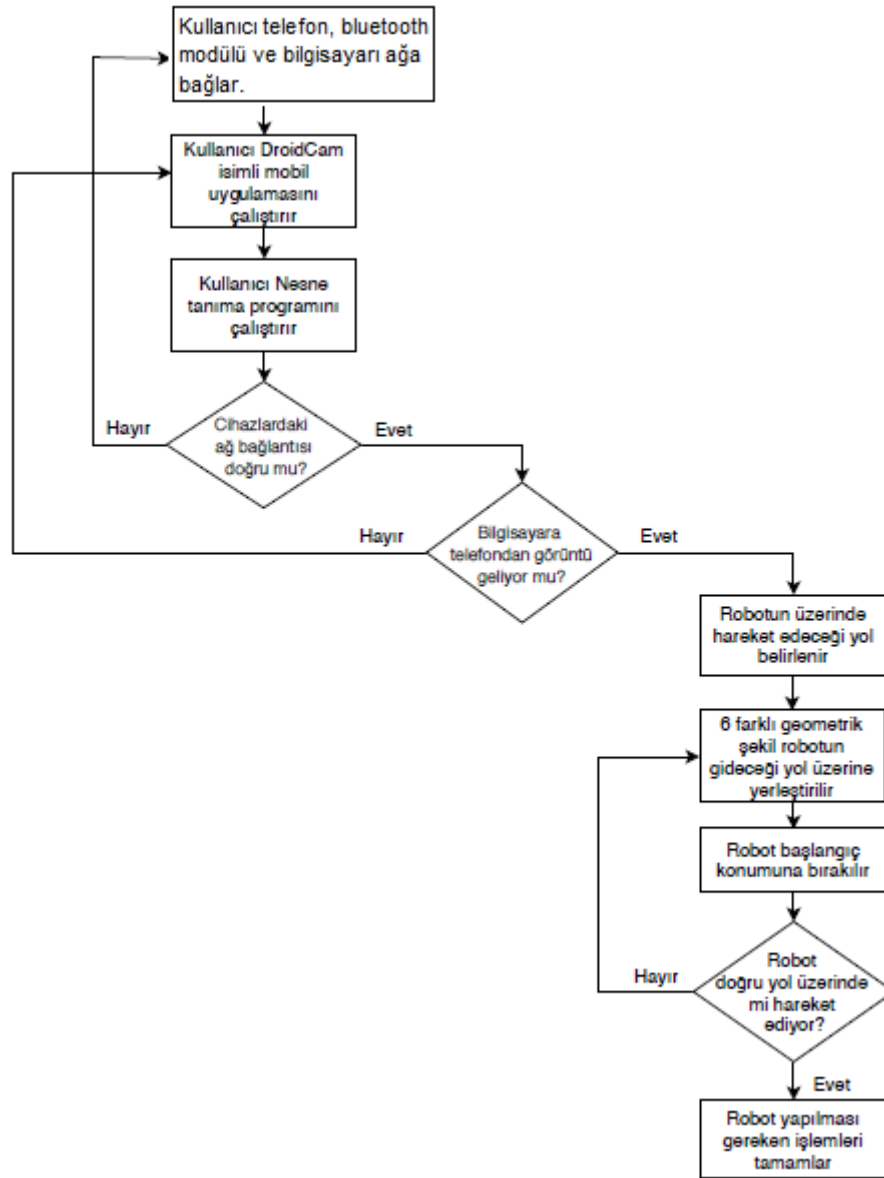 Kullanıcı telefon, bluetooth
modülü ve bilgisayarı ağa
bağlar.
Kullanıcı DroidCam
isimli mobil
uygulamasını
çalıştırır
Kullanıcı Nesne
tanıma programını
çalıştırır
Hayır
Cihazlardaki
ağ bağlantısı
doğru mu?
Evet
Hayır
Bilgisayara
telefondan görüntü
geliyor mu?
Evet
Robotun üzerinde
hareket edeceği yol
belirlenir
6 farklı geometrik
şekil robotun
gideceği yol üzerine
yerleştirilir
Robot başlangıç
konumuna bırakılır
Hayır
Robot
doğru yol üzerinde
mi hareket
ediyor?
Evet
Robot yapılması
gereken işlemleri
tamamlar